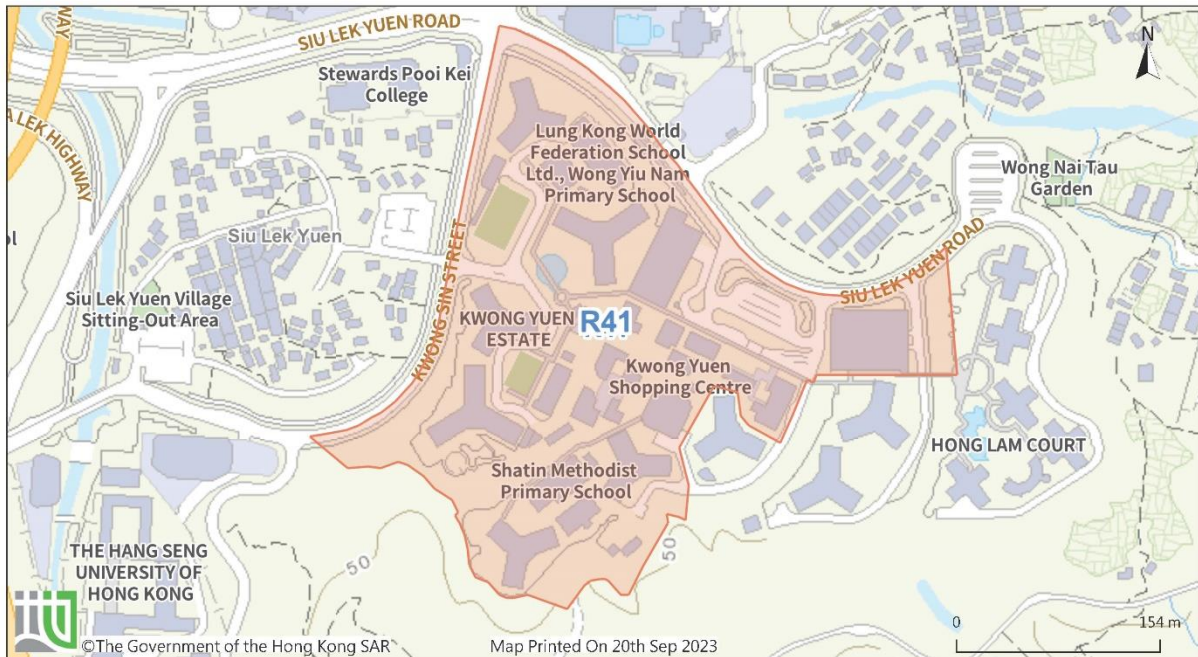 WAY
SIU LEK YUEN ROAD
N
Stewards Pooi Kei
College
A LEK HIGHWAY
Lung Kong World
Federation School
Ltd., Wong Yiu Nam
Primary School
Wong Nai Tau
Garden
ol
Siu Lek Yuen
KWONG SIN STREET
SIU LEK YUEN ROAD
Siu Lek Yuen Village
Sitting-Out Area
KWONG YUEN
ESTATE
R41
Kwong Yuen
Shopping Centre
HONG LAM COURT
Shatin Methodist
Primary School
50
50
THE HANG SENG
UNIVERSITY OF
HONG KONG
0 154 m
©The Government of the Hong Kong SAR
Map Printed On 20th Sep 2023